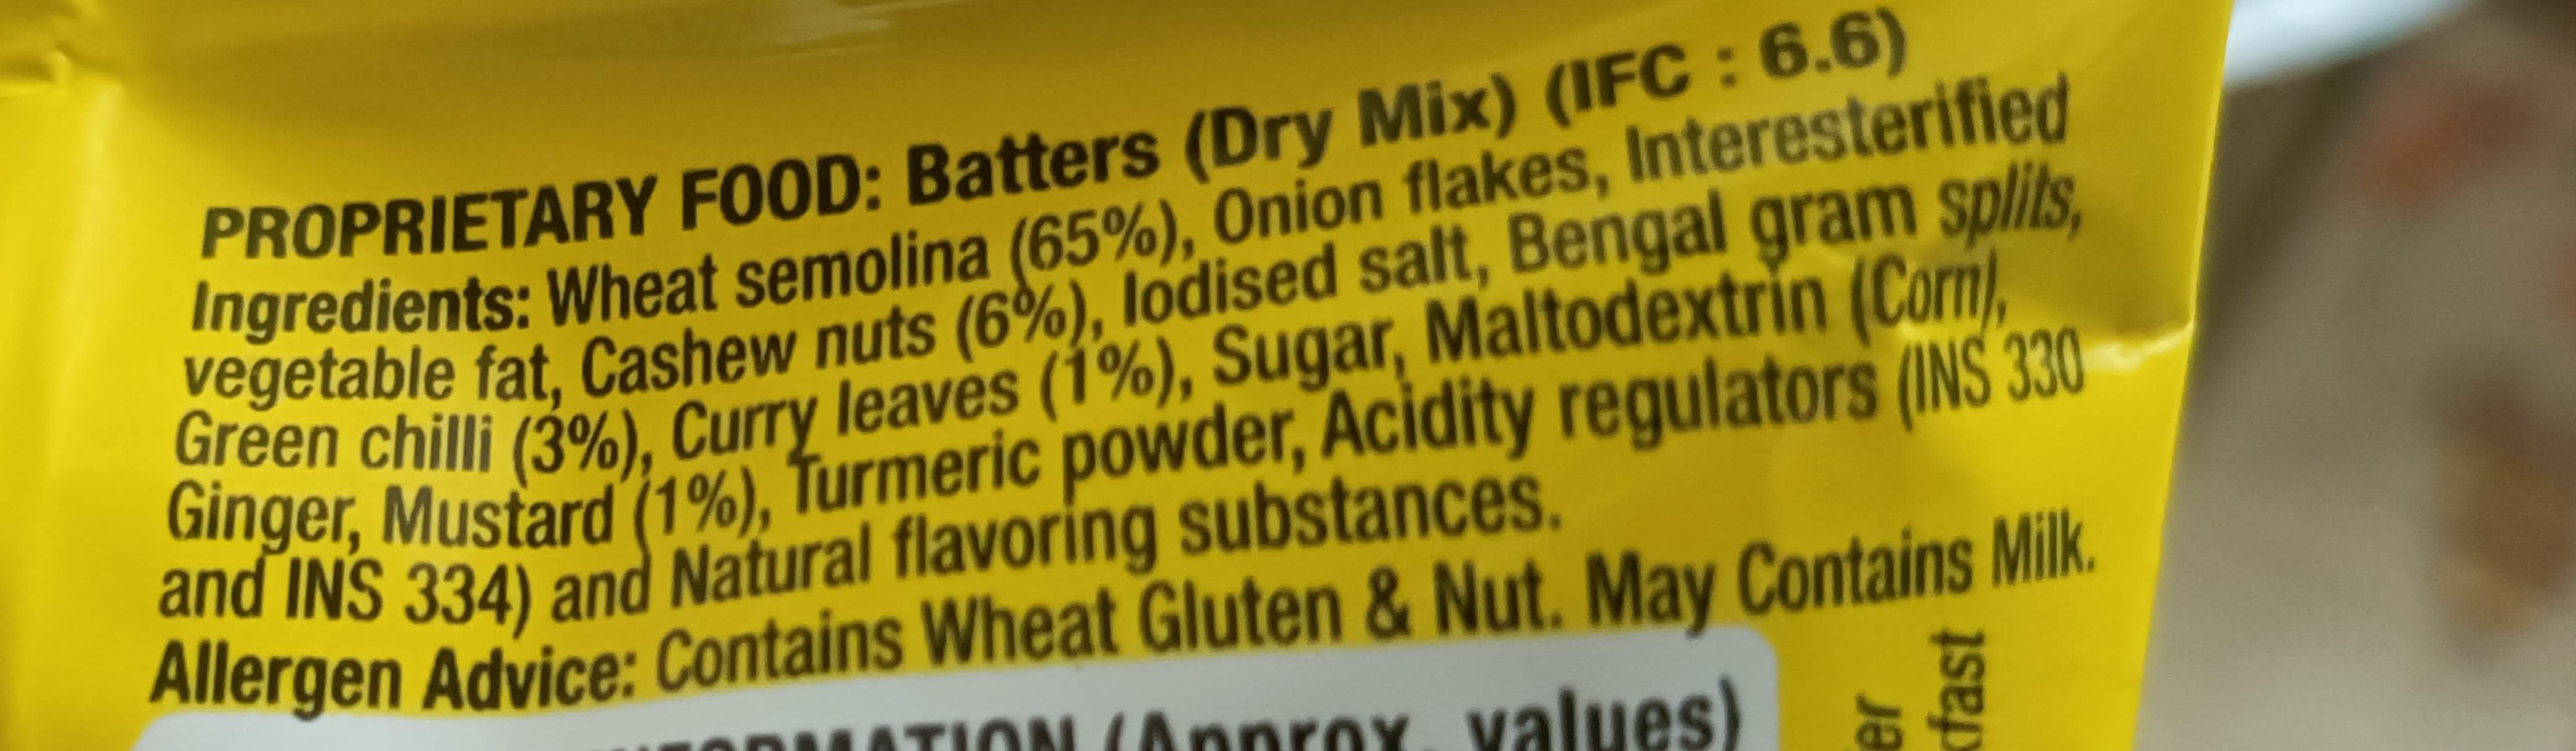 PROPRIETARY FOOD: Batters (Dry Mix) (IFC : 6.6)
Ingredients: Wheat semolina (65%), Onion flakes, Interesterified
vegetable fat, Cashew nuts (6%), Iodised salt, Bengal gram splits,
Green chilli (3%), Curry leaves (1%), Sugar, Maltodextrin (Corn),
Ginger, Mustard (1%), Turmeric powder, Acidity regulators (INS 330
and INS 334) and Natural flavoring substances.
Allergen Advice: Contains Wheat Gluten & Nut. May Contains Milk.
(Approx. values)